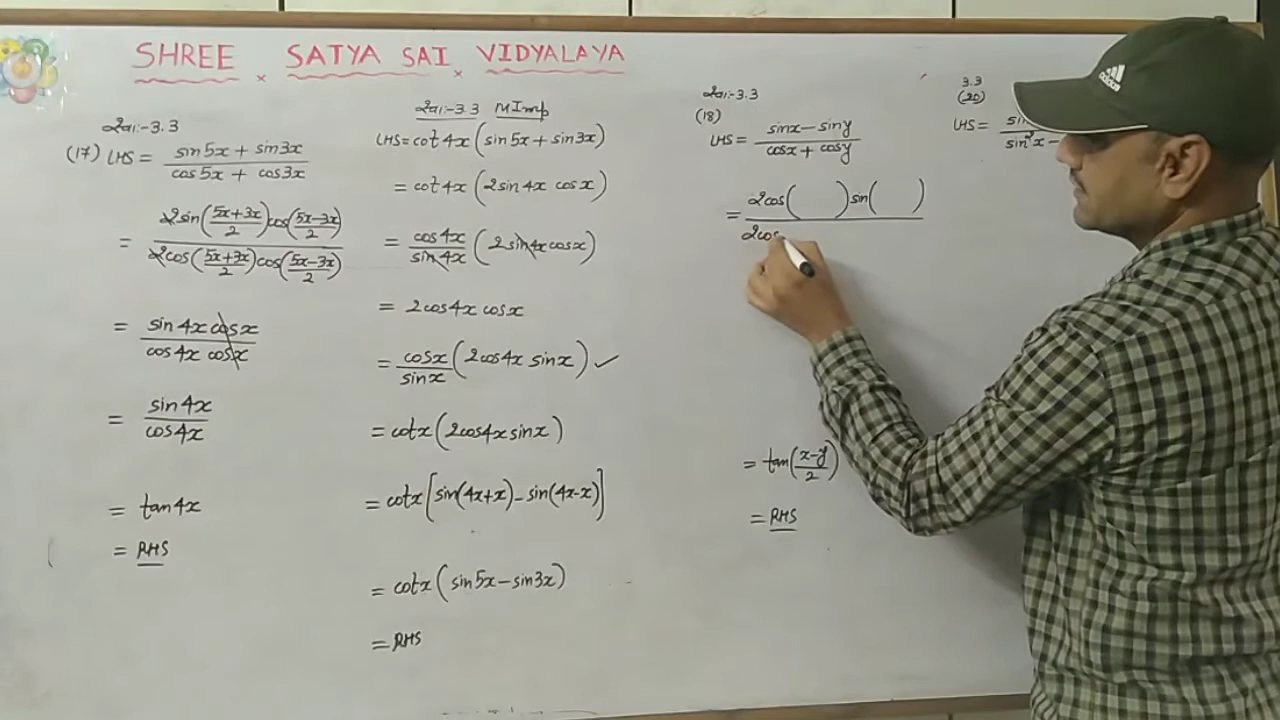 SHREE SATYA SAI VIDYALAYA
સ્વા:-3.3
(17) LHS = sin5x + sin3x / cos5x + cos3x
= 2sin(5x+3x/2)cos(5x-3x/2) / 2cos(5x+3x/2)cos(5x-3x/2)
= sin4x cosx / cos4x cosx
= sin4x / cos4x
= tan4x
= RHS
સ્વા:-3.3 MImp
LHS = cot4x (sin5x + sin3x)
= cot4x (2sin4x cosx)
= cos4x / sin4x (2sin4x cosx)
= 2cos4x cosx
= cosx / sinx (2cos4x sinx) ✓
= cotx (2cos4x sinx)
= cotx [sin(4x+x) - sin(4x-x)]
= cotx (sin5x - sin3x)
= RHS
સ્વા:-3.3
(18)
LHS = sinx - siny / cosx + cosy
= 2cos( ) sin( ) / 2cos
= tan(x-y/2)
= RHS
3.3
(20)
LHS = sin / sin²x -
adidas